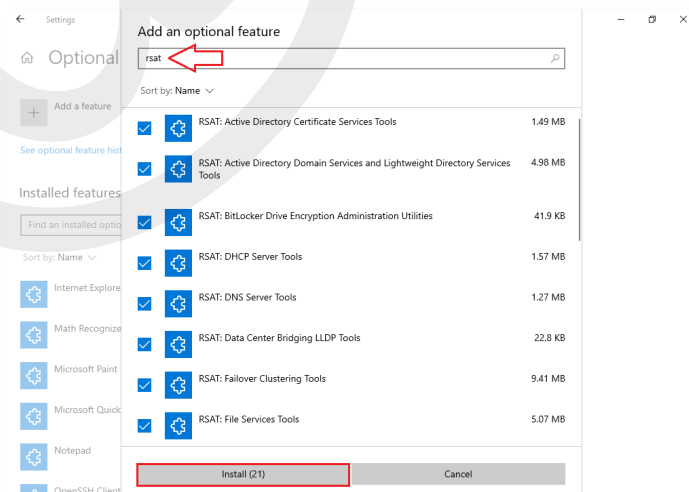 Settings
Add an optional feature
Optional
rsat
Sort by: Name
Add a feature
RSAT: Active Directory Certificate Services Tools 1.49 MB
See optional feature hist
RSAT: Active Directory Domain Services and Lightweight Directory Services 4.98 MB
Tools
Installed features
RSAT: BitLocker Drive Encryption Administration Utilities 41.9 KB
Find an installed optio
Sort by: Name
RSAT: DHCP Server Tools 1.57 MB
Internet Explore
RSAT: DNS Server Tools 1.27 MB
Math Recognize
RSAT: Data Center Bridging LLDP Tools 22.8 KB
Microsoft Paint
RSAT: Failover Clustering Tools 9.41 MB
Microsoft Quick
RSAT: File Services Tools 5.07 MB
Notepad
Install (21)
Cancel
OpenSSH Client